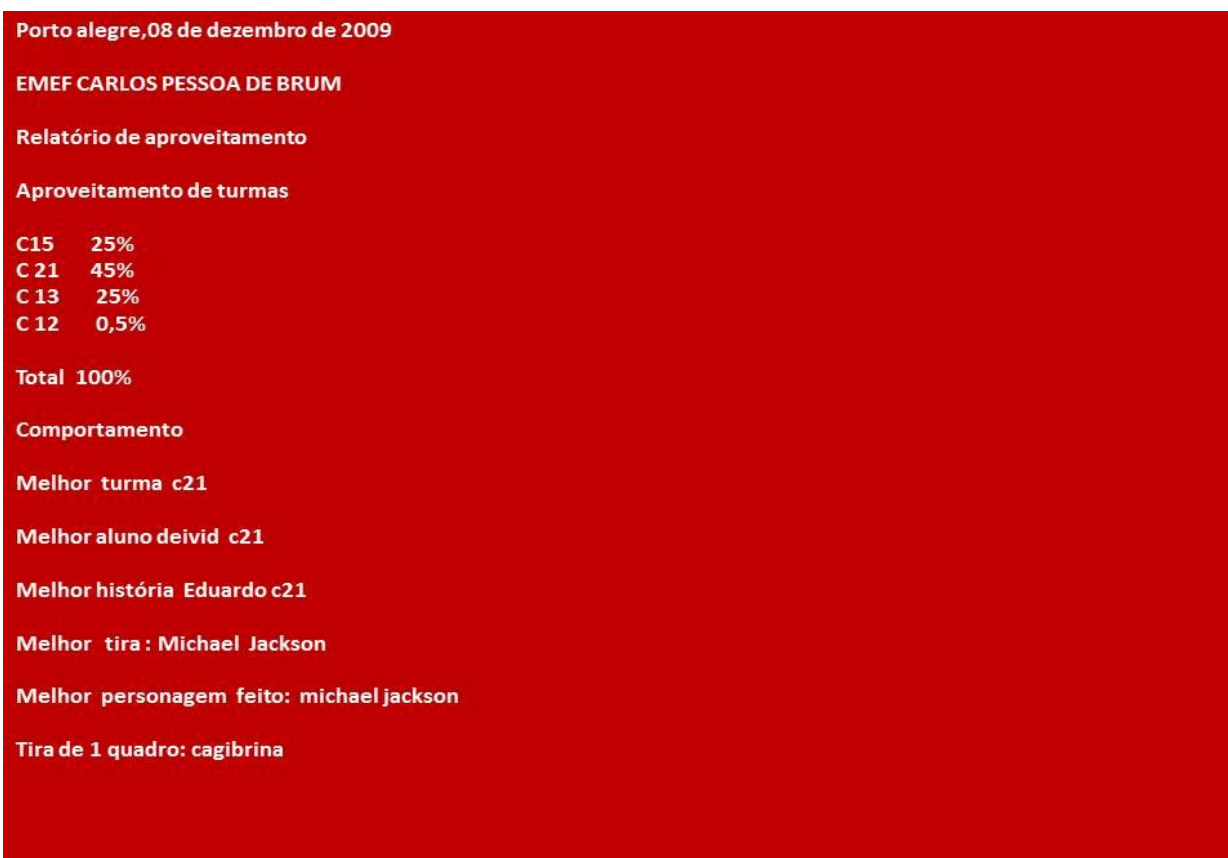 Porto alegre,08 de dezembro de 2009
EMEF CARLOS PESSOA DE BRUM
Relatório de aproveitamento
Aproveitamento de turmas
C15 25%
C 21 45%
C 13 25%
C 12 0,5%
Total 100%
Comportamento
Melhor turma c21
Melhor aluno deivid c21
Melhor história Eduardo c21
Melhor tira : Michael Jackson
Melhor personagem feito: michael jackson
Tira de 1 quadro: cagibrina